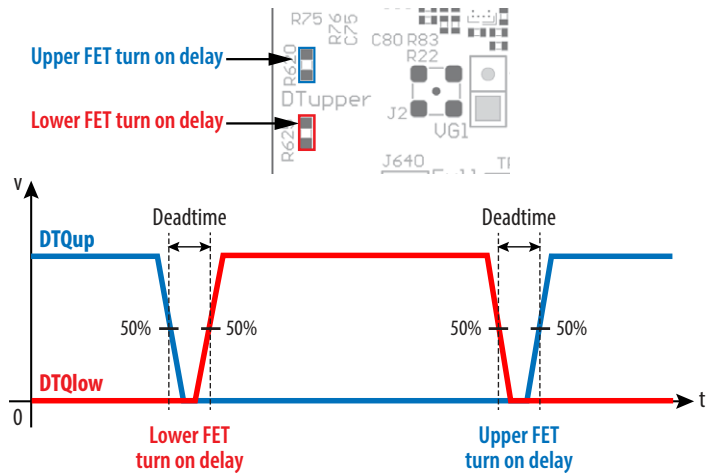 R75
R76
C75
C80 R83
R22
Upper FET turn on delay
R620
DTupper
Lower FET turn on delay
R625
J2
VG1
J640
V
Deadtime
Deadtime
DTQup
50%
50%
50%
50%
DTQlow
0
t
Lower FET
turn on delay
Upper FET
turn on delay